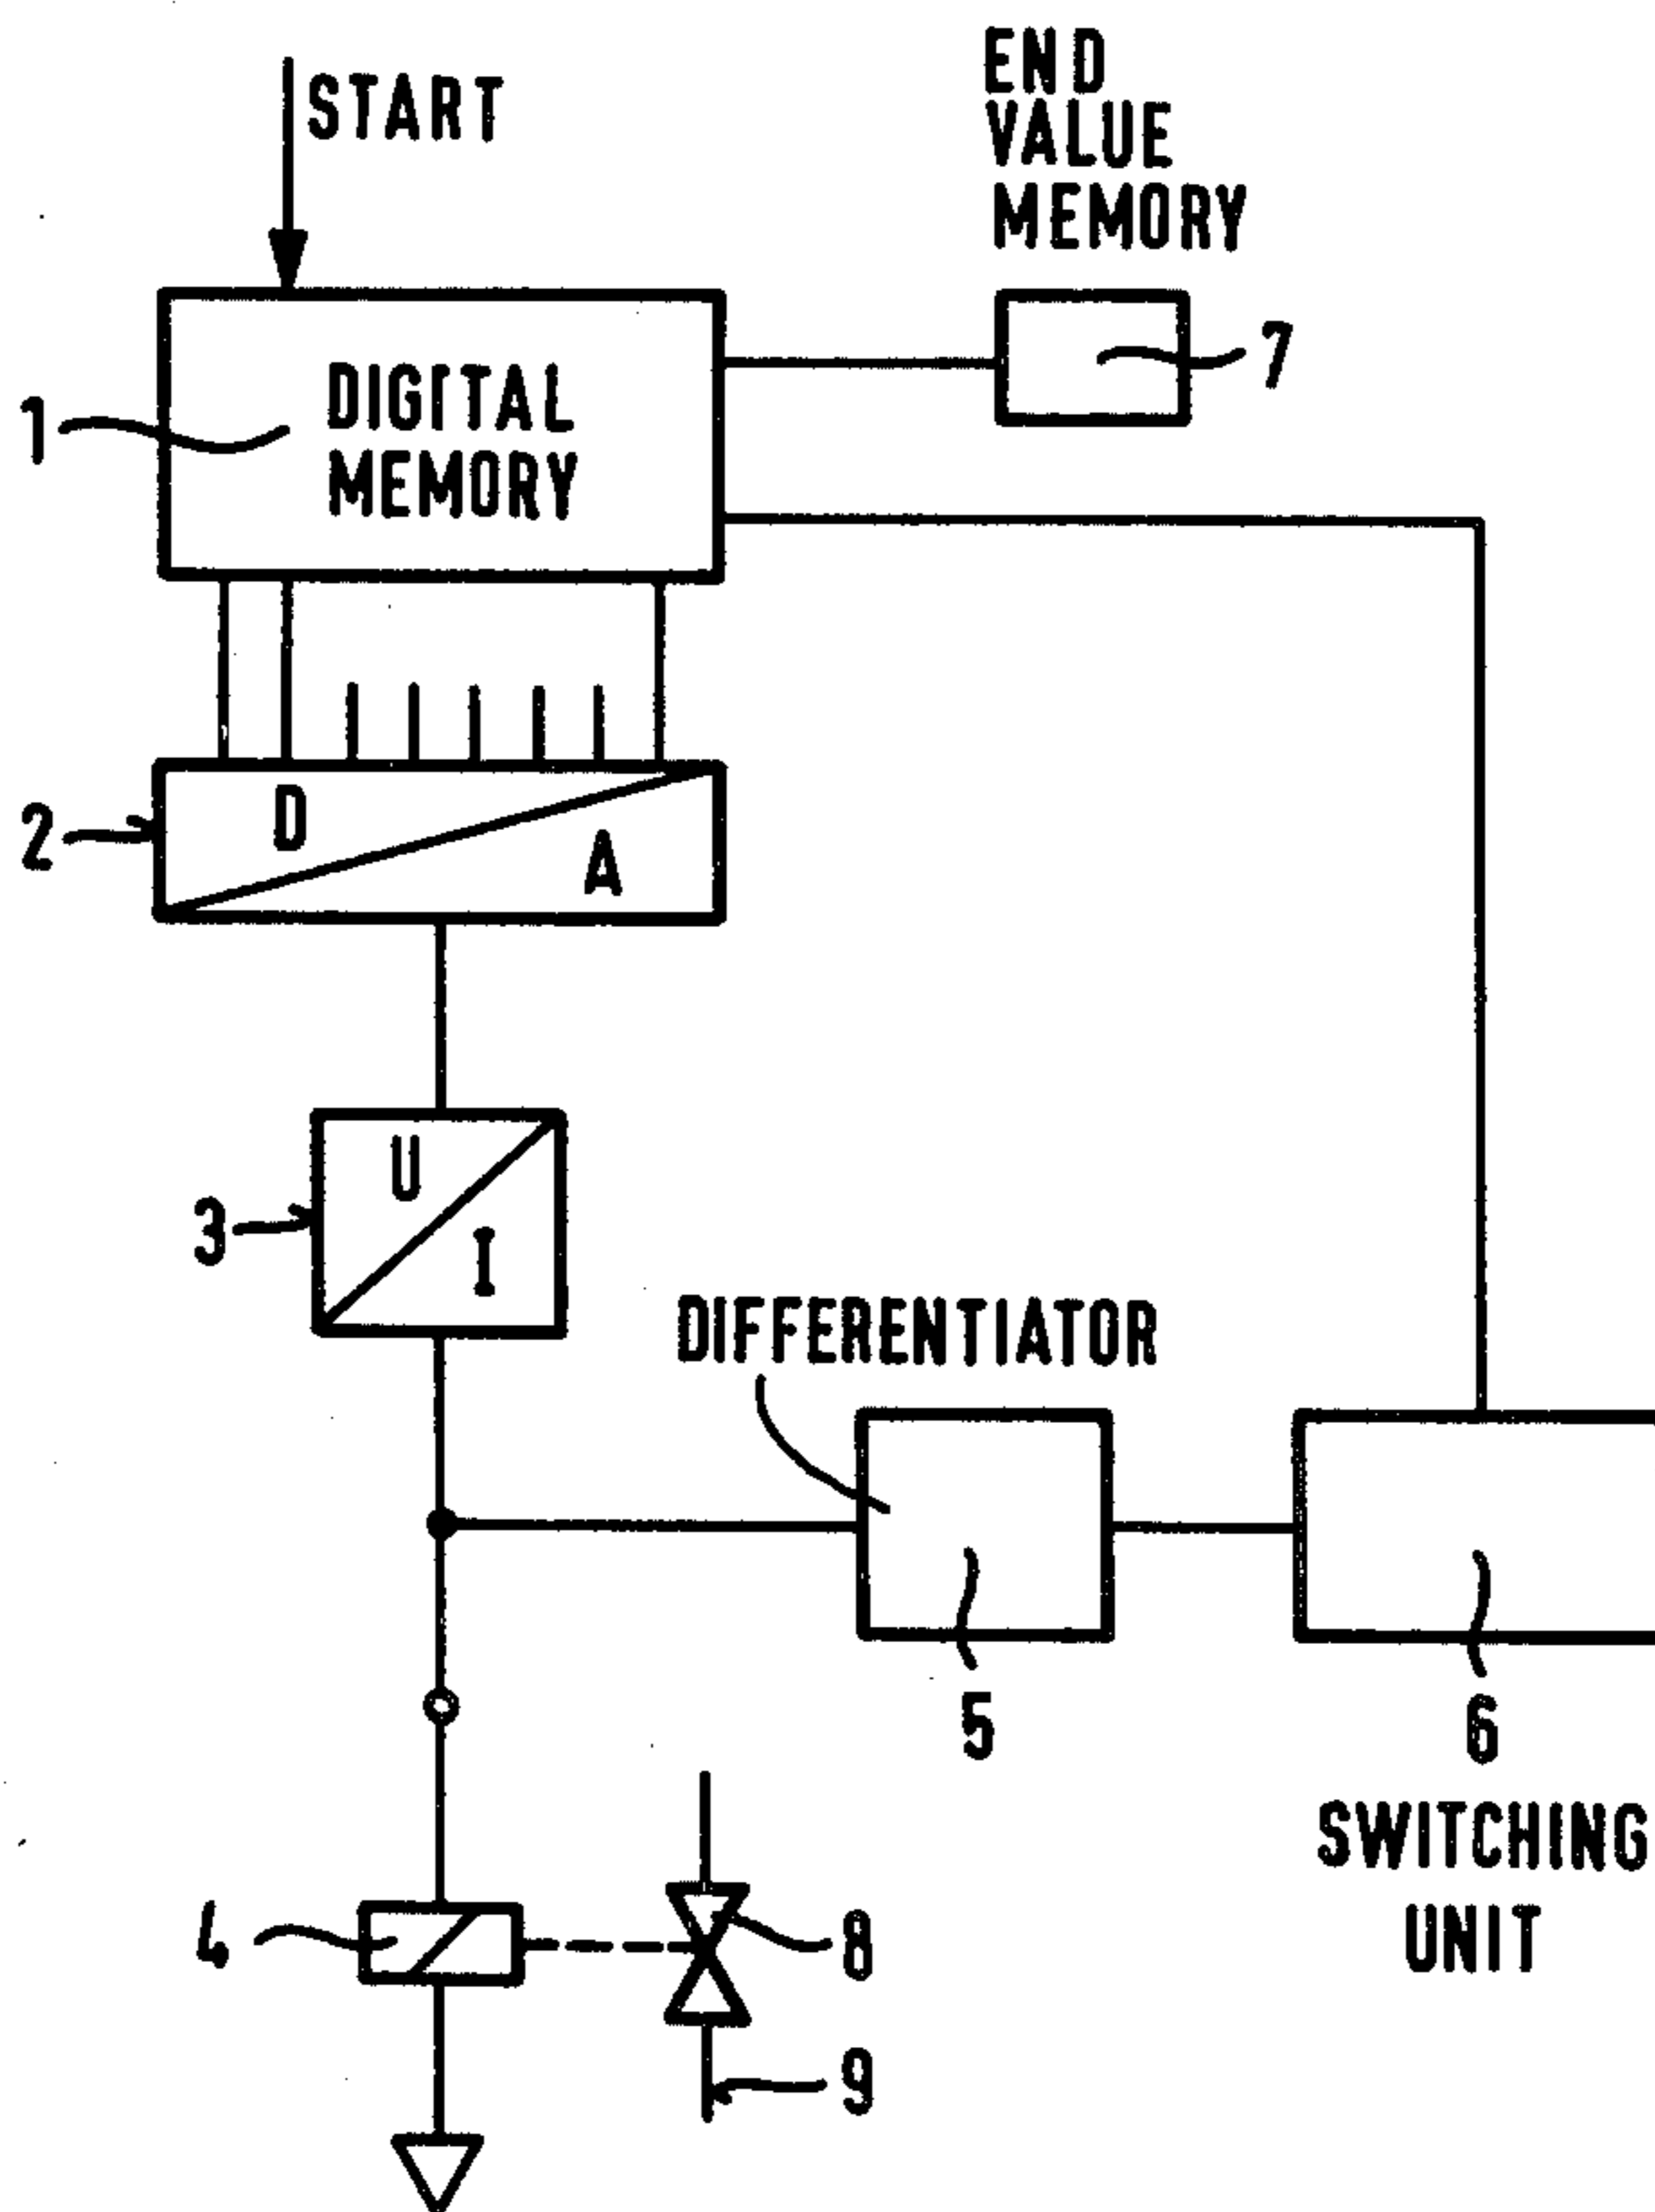 START
END
VALUE
MEMORY
7
1
DIGITAL
MEMORY
2
D
A
3
U
I
DIFFERENTIATOR
5
6
SWITCHING
UNIT
4
8
9